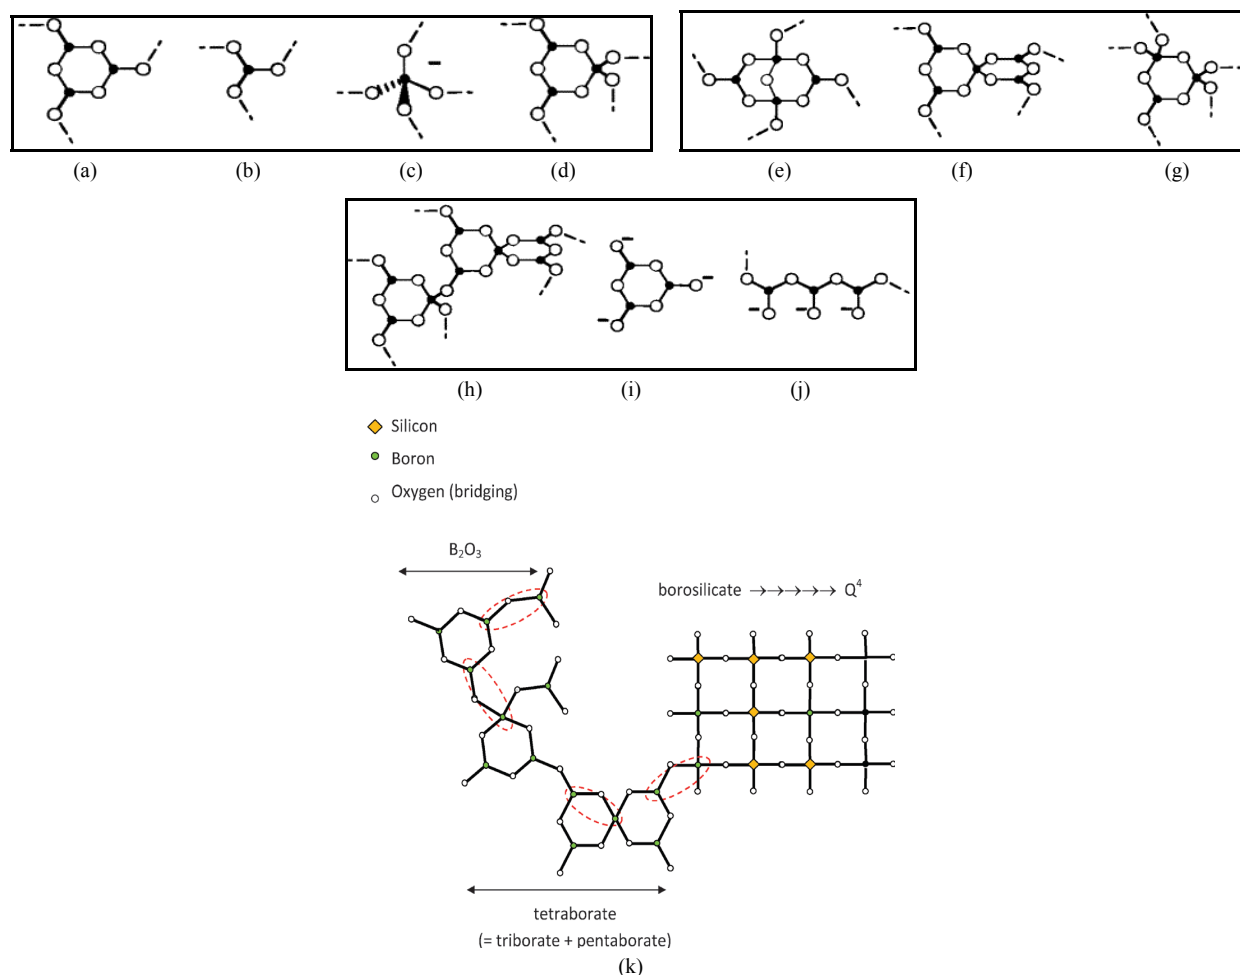 (a) (b) (c) (d) (e) (f) (g)
(h) (i) (j)
Silicon
Boron
Oxygen (bridging)
B2O3
borosilicate →→→→→ Q4
tetraborate
(= triborate + pentaborate)
(k)